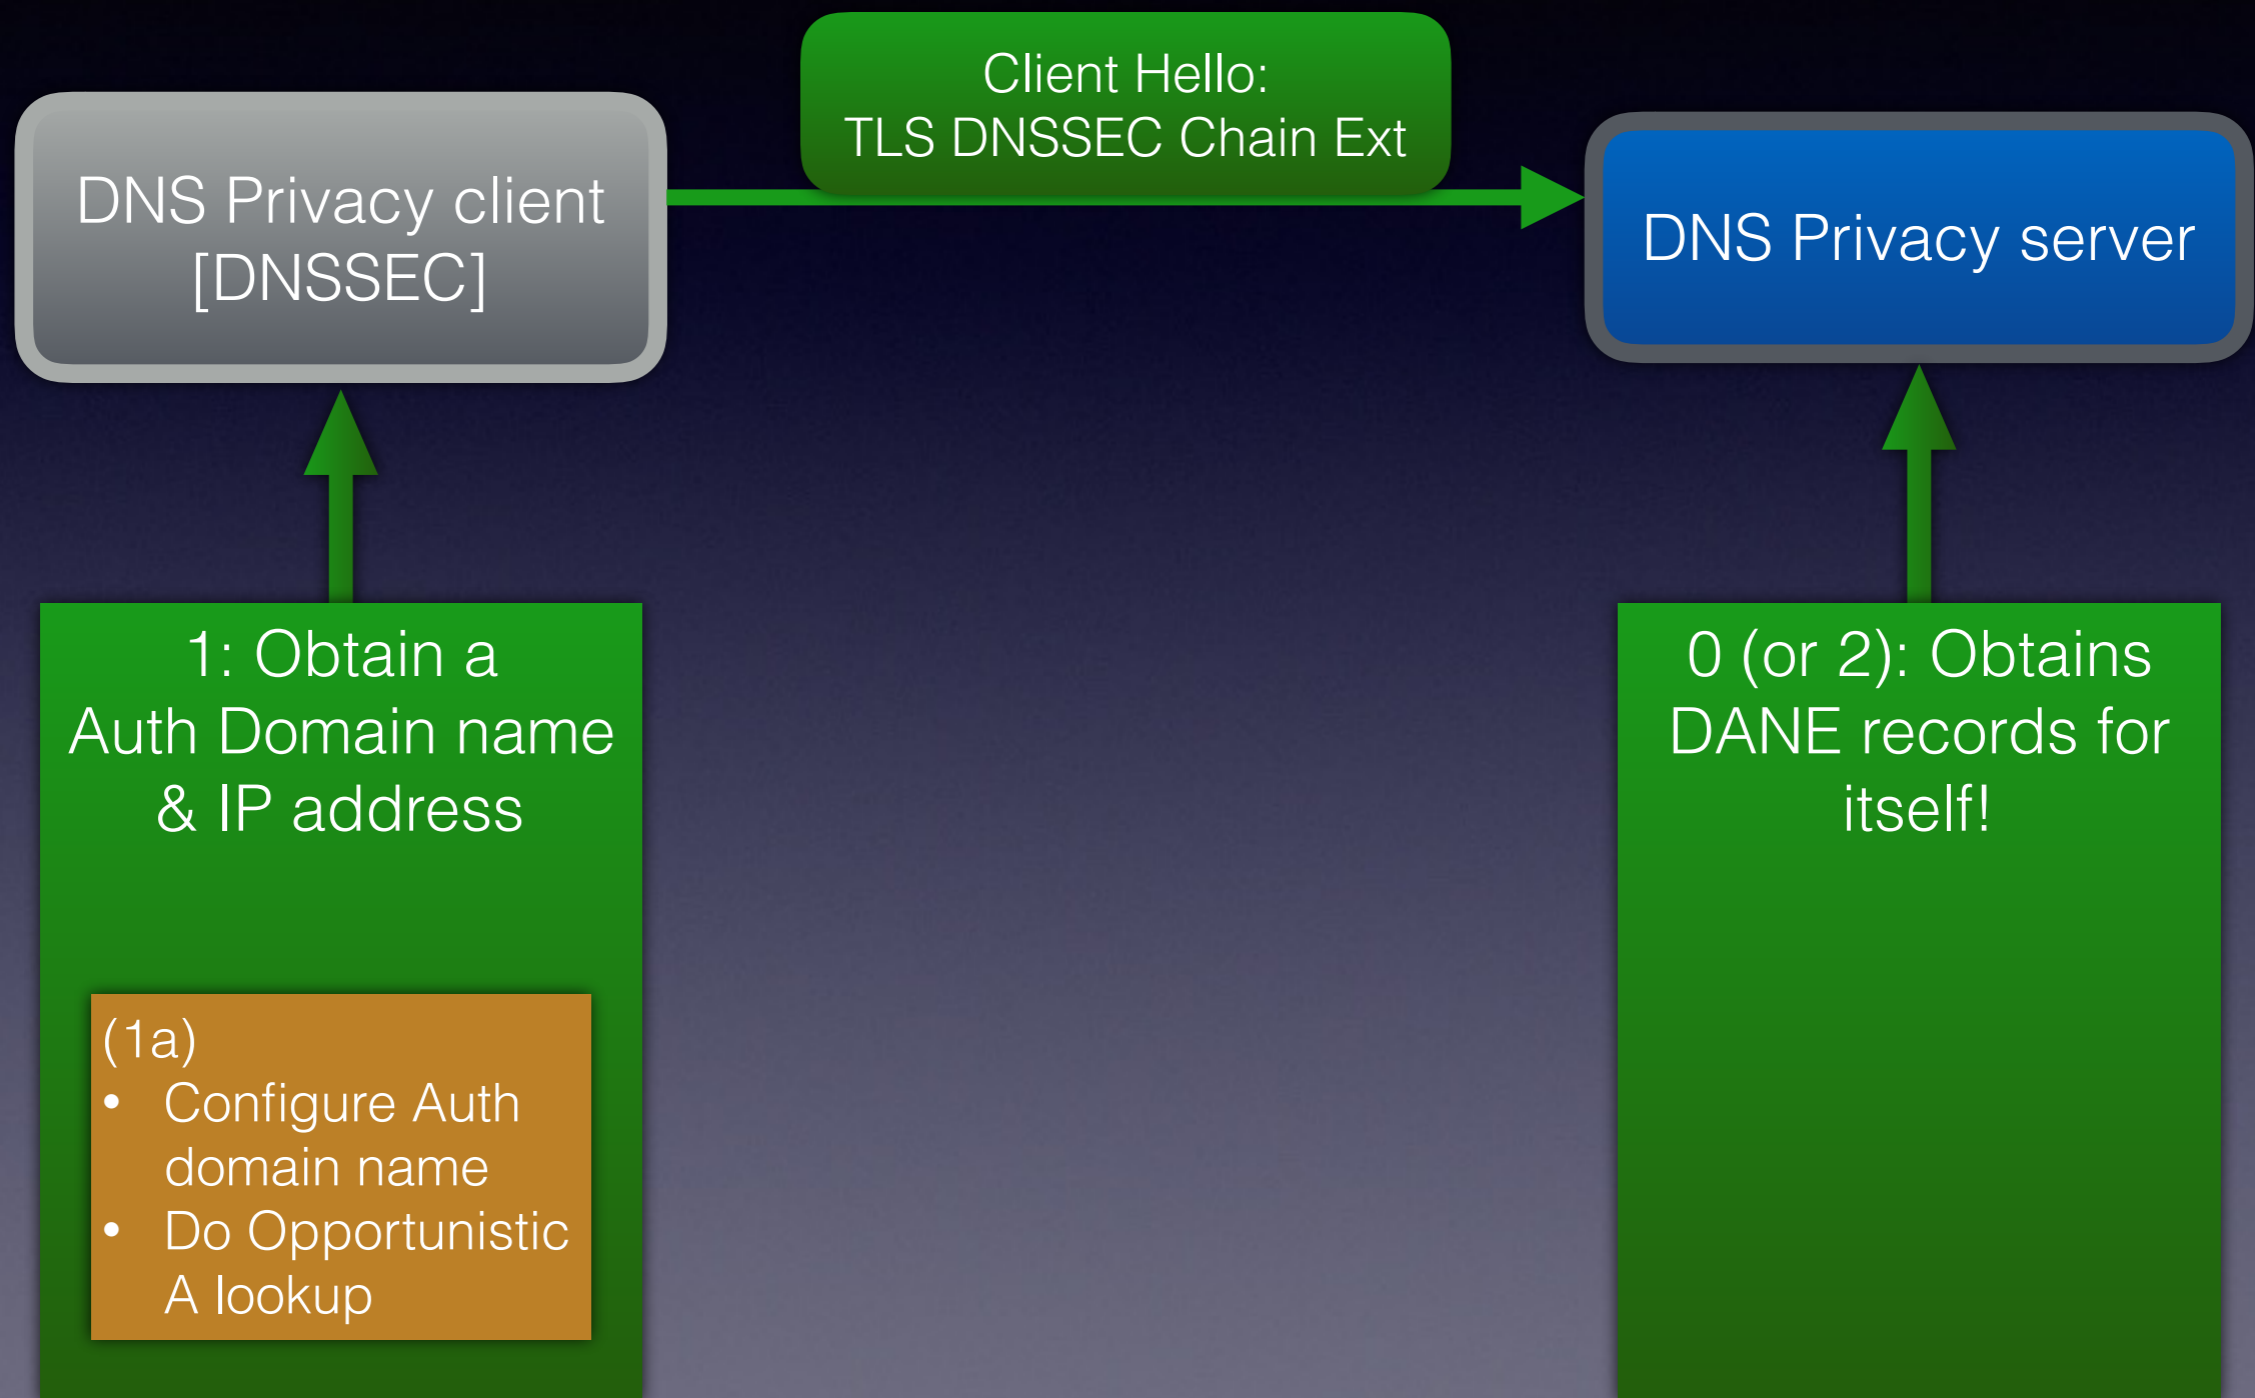 Client Hello:
TLS DNSSEC Chain Ext
DNS Privacy client
[DNSSEC]
DNS Privacy server
1: Obtain a
Auth Domain name
& IP address
(1a)
• Configure Auth
domain name
• Do Opportunistic
A lookup
0 (or 2): Obtains
DANE records for
itself!